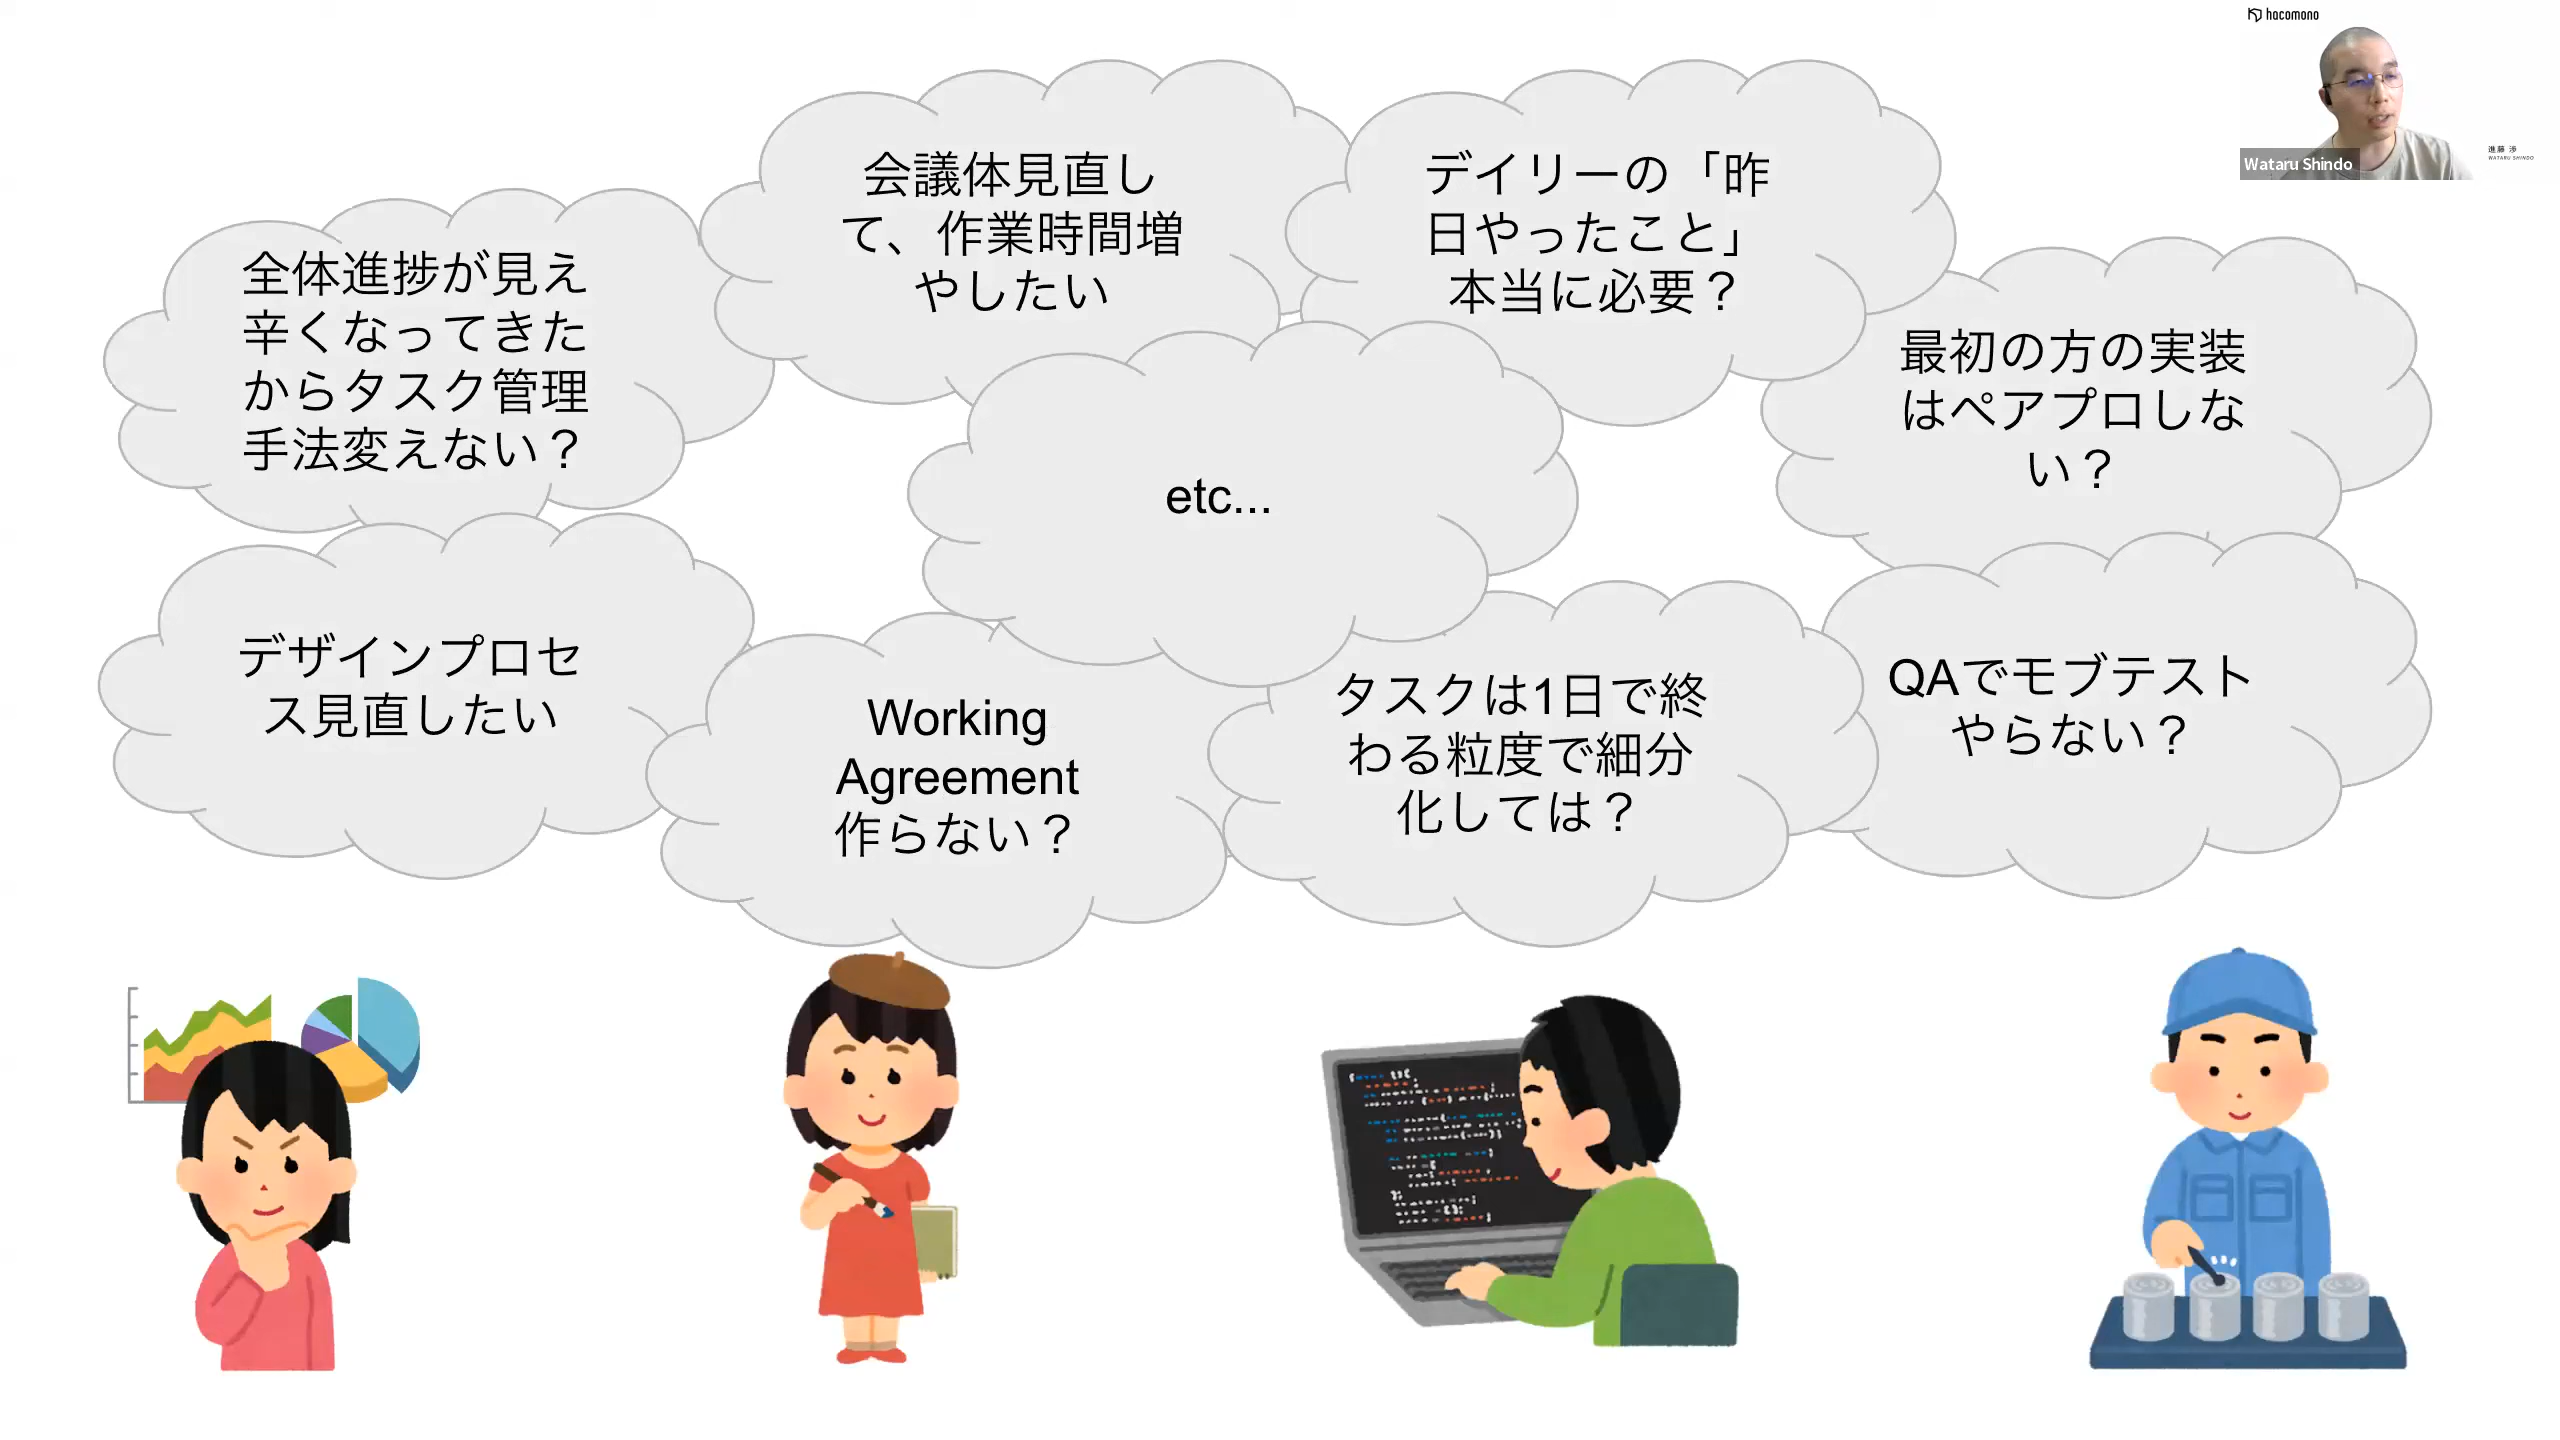 hacomono
Wataru Shindo
進藤 渉
WATARU SHINDO
会議体見直し
て、作業時間増
やしたい
デイリーの「昨
日やったこと」
本当に必要？
全体進捗が見え
辛くなってきた
からタスク管理
手法変えない？
最初の方の実装
はペアプロしな
い？
etc...
デザインプロセ
ス見直したい
Working
Agreement
作らない？
タスクは1日で終
わる粒度で細分
化しては？
QAでモブテスト
やらない？